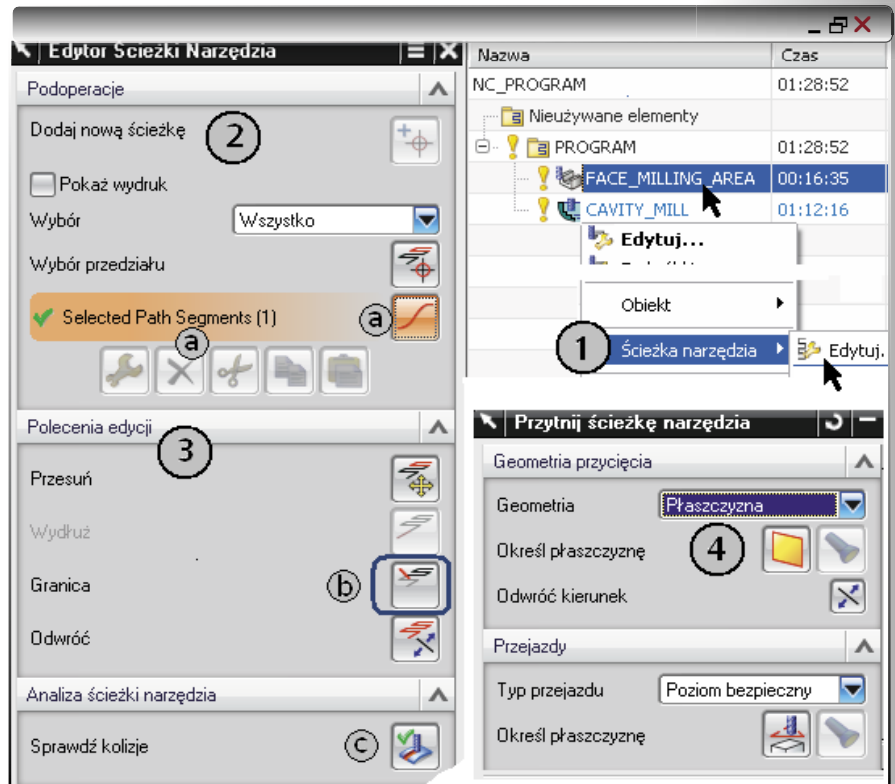 Edytor Ścieżki Narzędzia
Podoperacje
Dodaj nową ścieżkę
2
Pokaż wydruk
Wybór
Wszystko
Wybór przedziału
Selected Path Segments (1)
a
a
Polecenia edycji
3
Przesuń
Wydłuż
Granica
b
Odwróć
Analiza ścieżki narzędzia
Sprawdź kolizje
c
Nazwa Czas
NC_PROGRAM 01:28:52
Nieużywane elementy
PROGRAM 01:28:52
FACE_MILLING_AREA 00:16:35
CAVITY_MILL 01:12:16
Edytuj...
Obiekt
1
Ścieżka narzędzia
Edytuj.
Przytnij ścieżkę narzędzia
Geometria przycięcia
Geometria
Płaszczyzna
Określ płaszczyznę
4
Odwróć kierunek
Przejazdy
Typ przejazdu
Poziom bezpieczny
Określ płaszczyznę